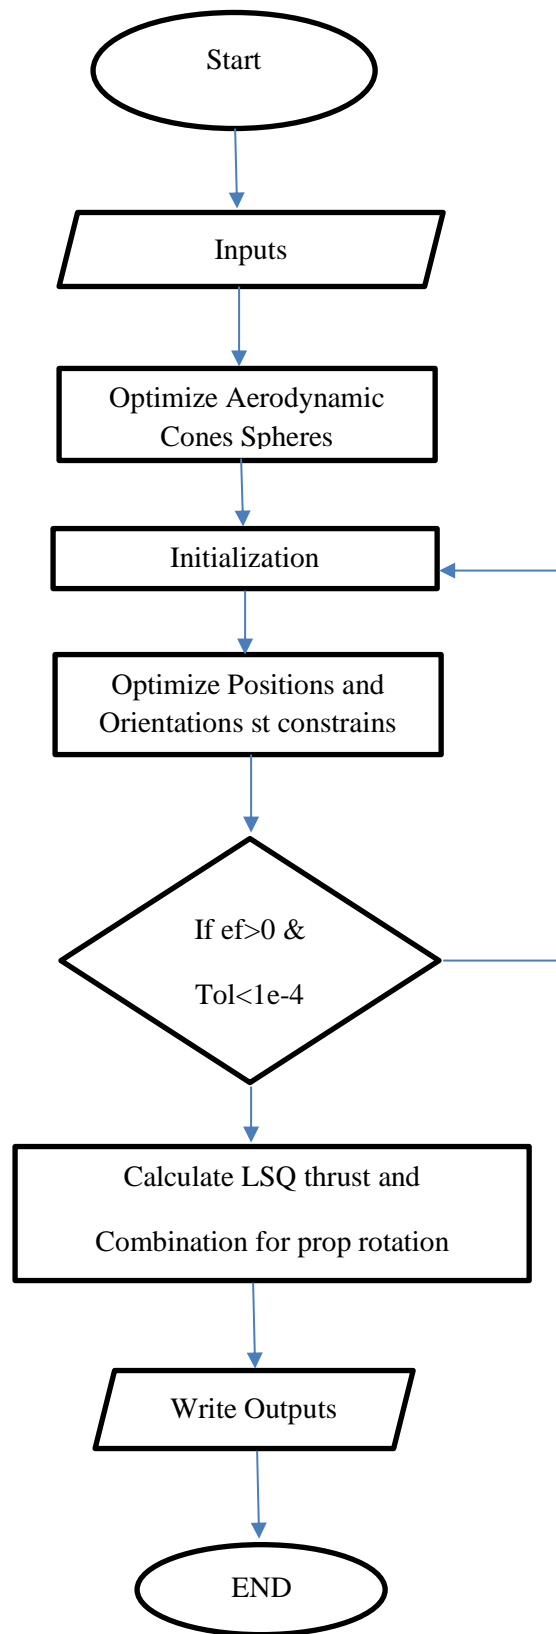 Start
Inputs
Optimize Aerodynamic
Cones Spheres
Initialization
Optimize Positions and
Orientations st constrains
If ef>0 &
Tol<1e-4
Calculate LSQ thrust and
Combination for prop rotation
Write Outputs
END